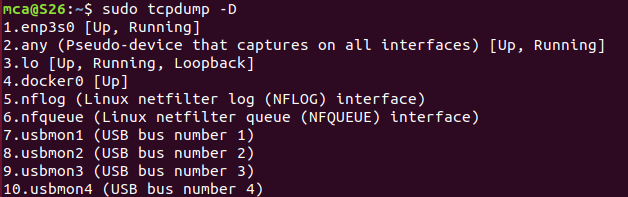 mca@S26:~$ sudo tcpdump -D
1.enp3s0 [Up, Running]
2.any (Pseudo-device that captures on all interfaces) [Up, Running]
3.lo [Up, Running, Loopback]
4.docker0 [Up]
5.nflog (Linux netfilter log (NFLOG) interface)
6.nfqueue (Linux netfilter queue (NFQUEUE) interface)
7.usbmon1 (USB bus number 1)
8.usbmon2 (USB bus number 2)
9.usbmon3 (USB bus number 3)
10.usbmon4 (USB bus number 4)